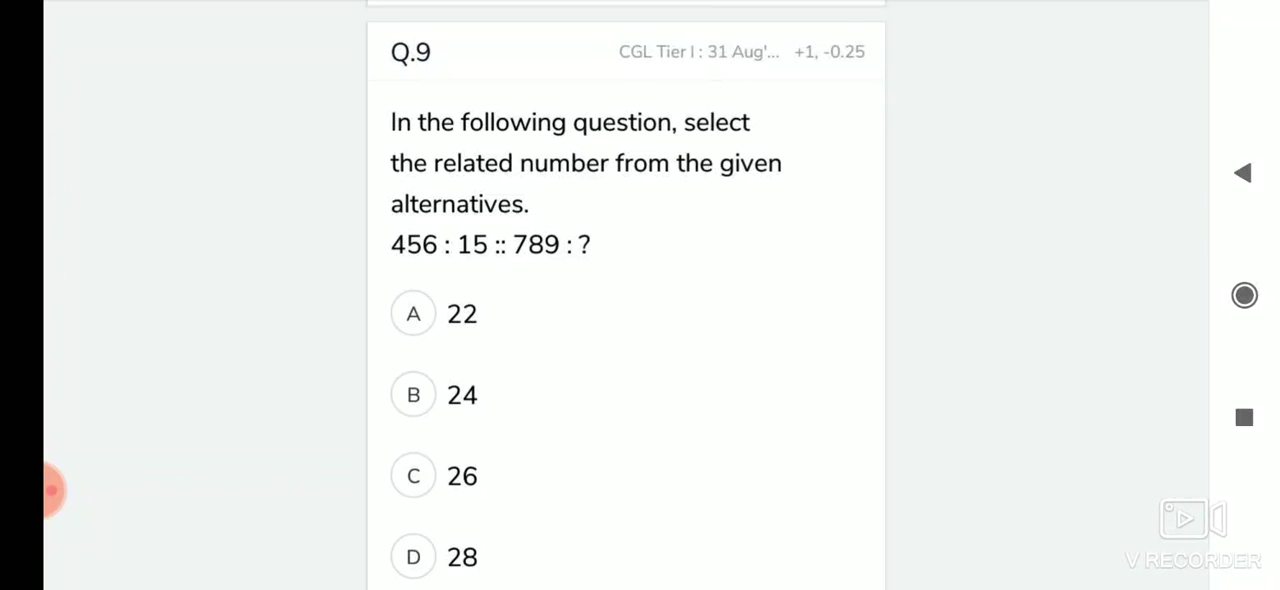 Q.9
CGL Tier I : 31 Aug'... +1, -0.25
In the following question, select
the related number from the given
alternatives.
456 : 15 :: 789 : ?
A 22
B 24
C 26
D 28
V RECORDER